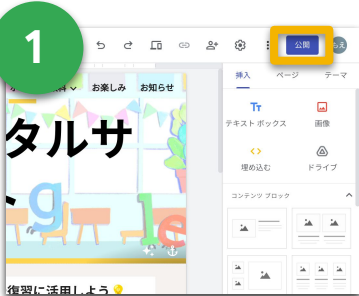 1
公開
もえ
挿入 ページ テーマ
お楽しみ お知らせ
テキスト ボックス 画像
埋め込む ドライブ
コンテンツ ブロック
タルサ
g
le
復習に活用しよう💡